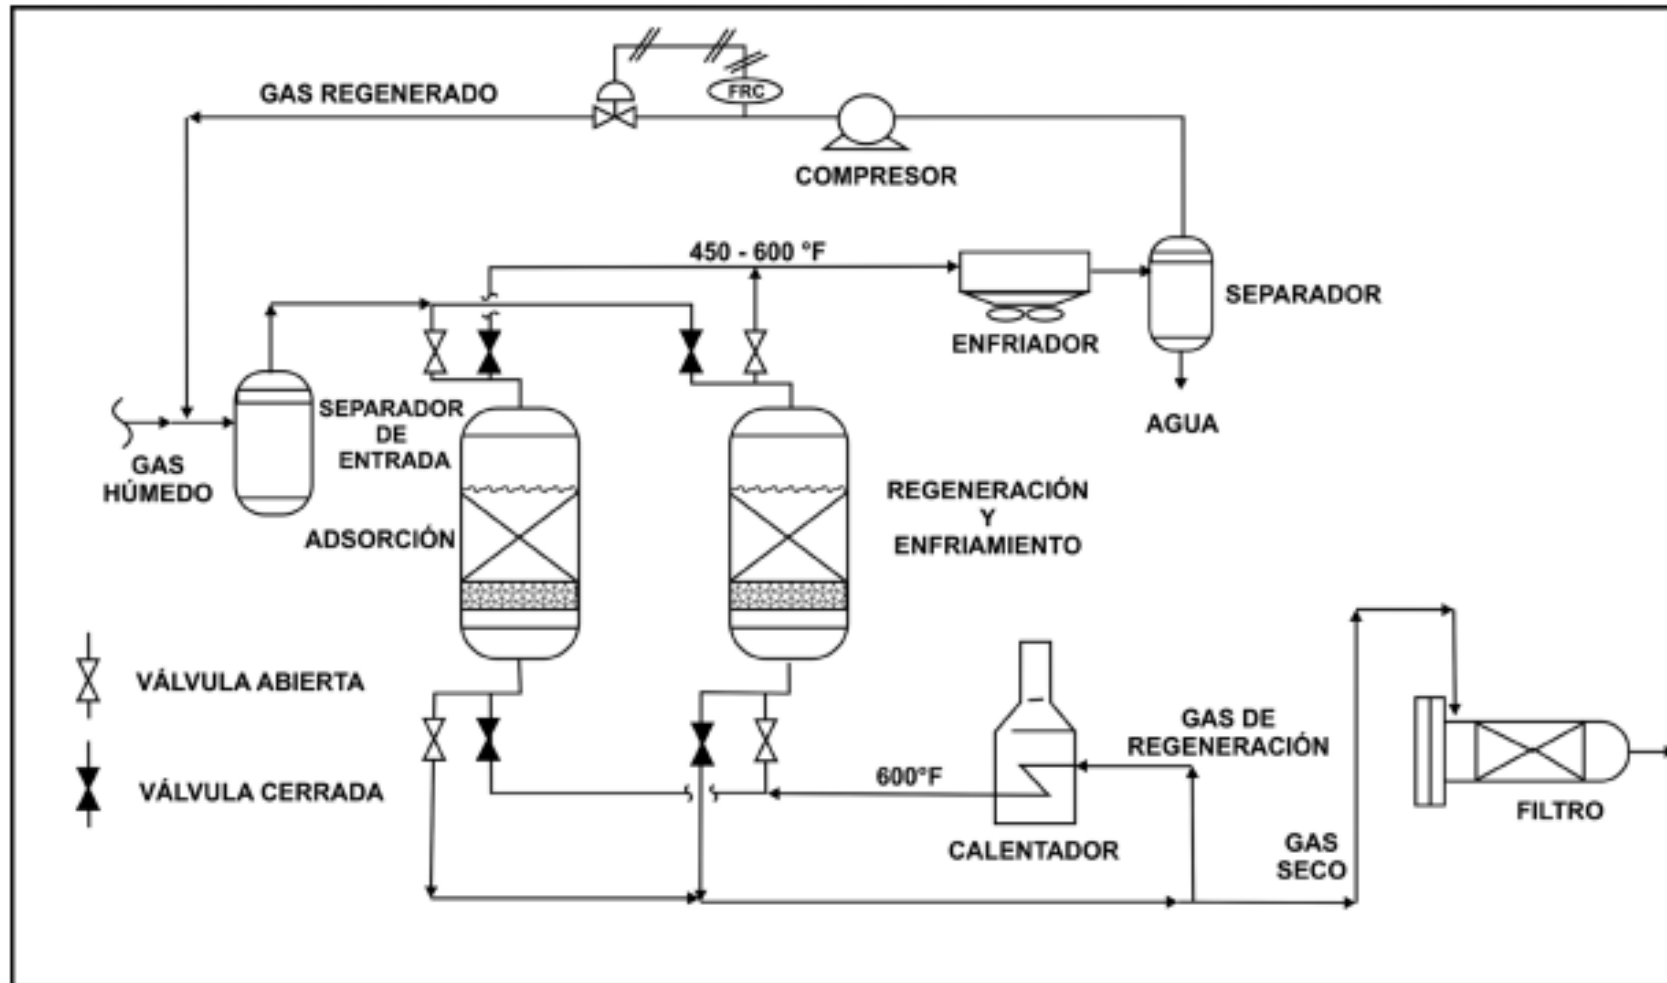 FRC
GAS REGENERADO
COMPRESOR
450 - 600 °F
SEPARADOR
ENFRIADOR
AGUA
SEPARADOR
DE
ENTRADA
GAS
HÚMEDO
ADSORCIÓN
REGENERACIÓN
Y
ENFRIAMIENTO
VÁLVULA ABIERTA
VÁLVULA CERRADA
GAS DE
REGENERACIÓN
600°F
CALENTADOR
GAS
SECO
FILTRO